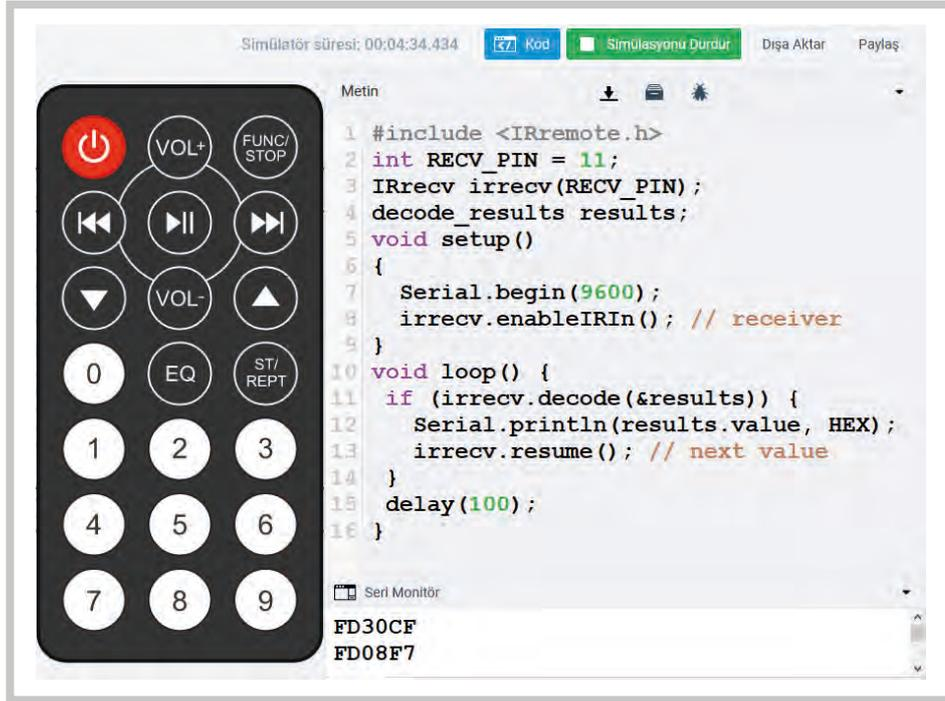 Simülatör süresi: 00:04:34.434 Kod Simülasyonu Durdur Dışa Aktar Paylaş
Metin
VOL+ FUNC/
STOP
VOL-
0 EQ ST/
REPT
1 2 3
4 5 6
7 8 9
1 #include <IRremote.h>
2 int RECV_PIN = 11;
3 IRrecv irrecv(RECV_PIN);
4 decode_results results;
5 void setup()
6 {
7 Serial.begin(9600);
8 irrecv.enableIRIn(); // receiver
9 }
10 void loop() {
11 if (irrecv.decode(&results)) {
12 Serial.println(results.value, HEX);
13 irrecv.resume(); // next value
14 }
15 delay(100);
16 }
Seri Monitör
FD30CF
FD08F7